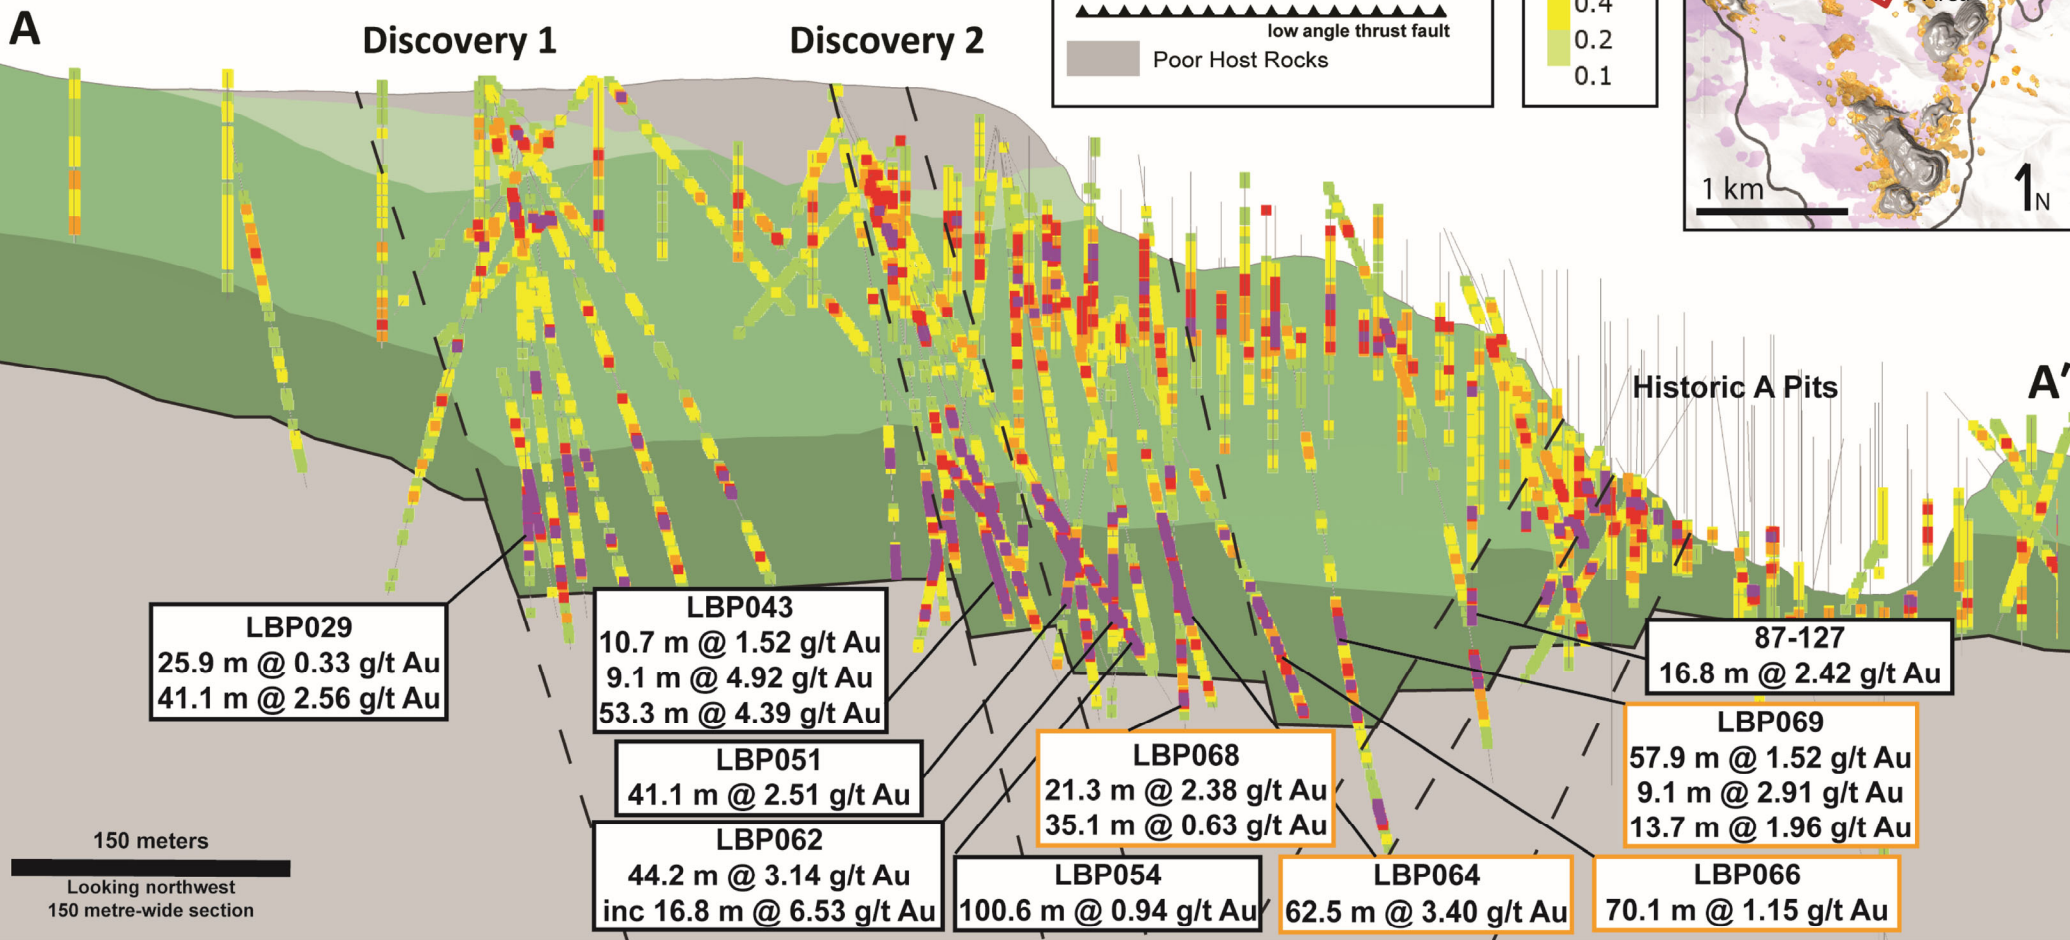 A
Discovery 1
Discovery 2
low angle thrust fault
Poor Host Rocks
0.4
0.2
0.1
1 km
1N
Historic A Pits
A'
LBP029
25.9 m @ 0.33 g/t Au
41.1 m @ 2.56 g/t Au
LBP043
10.7 m @ 1.52 g/t Au
9.1 m @ 4.92 g/t Au
53.3 m @ 4.39 g/t Au
LBP051
41.1 m @ 2.51 g/t Au
LBP062
44.2 m @ 3.14 g/t Au
inc 16.8 m @ 6.53 g/t Au
LBP068
21.3 m @ 2.38 g/t Au
35.1 m @ 0.63 g/t Au
LBP054
100.6 m @ 0.94 g/t Au
LBP064
62.5 m @ 3.40 g/t Au
87-127
16.8 m @ 2.42 g/t Au
LBP069
57.9 m @ 1.52 g/t Au
9.1 m @ 2.91 g/t Au
13.7 m @ 1.96 g/t Au
LBP066
70.1 m @ 1.15 g/t Au
150 meters
Looking northwest
150 metre-wide section